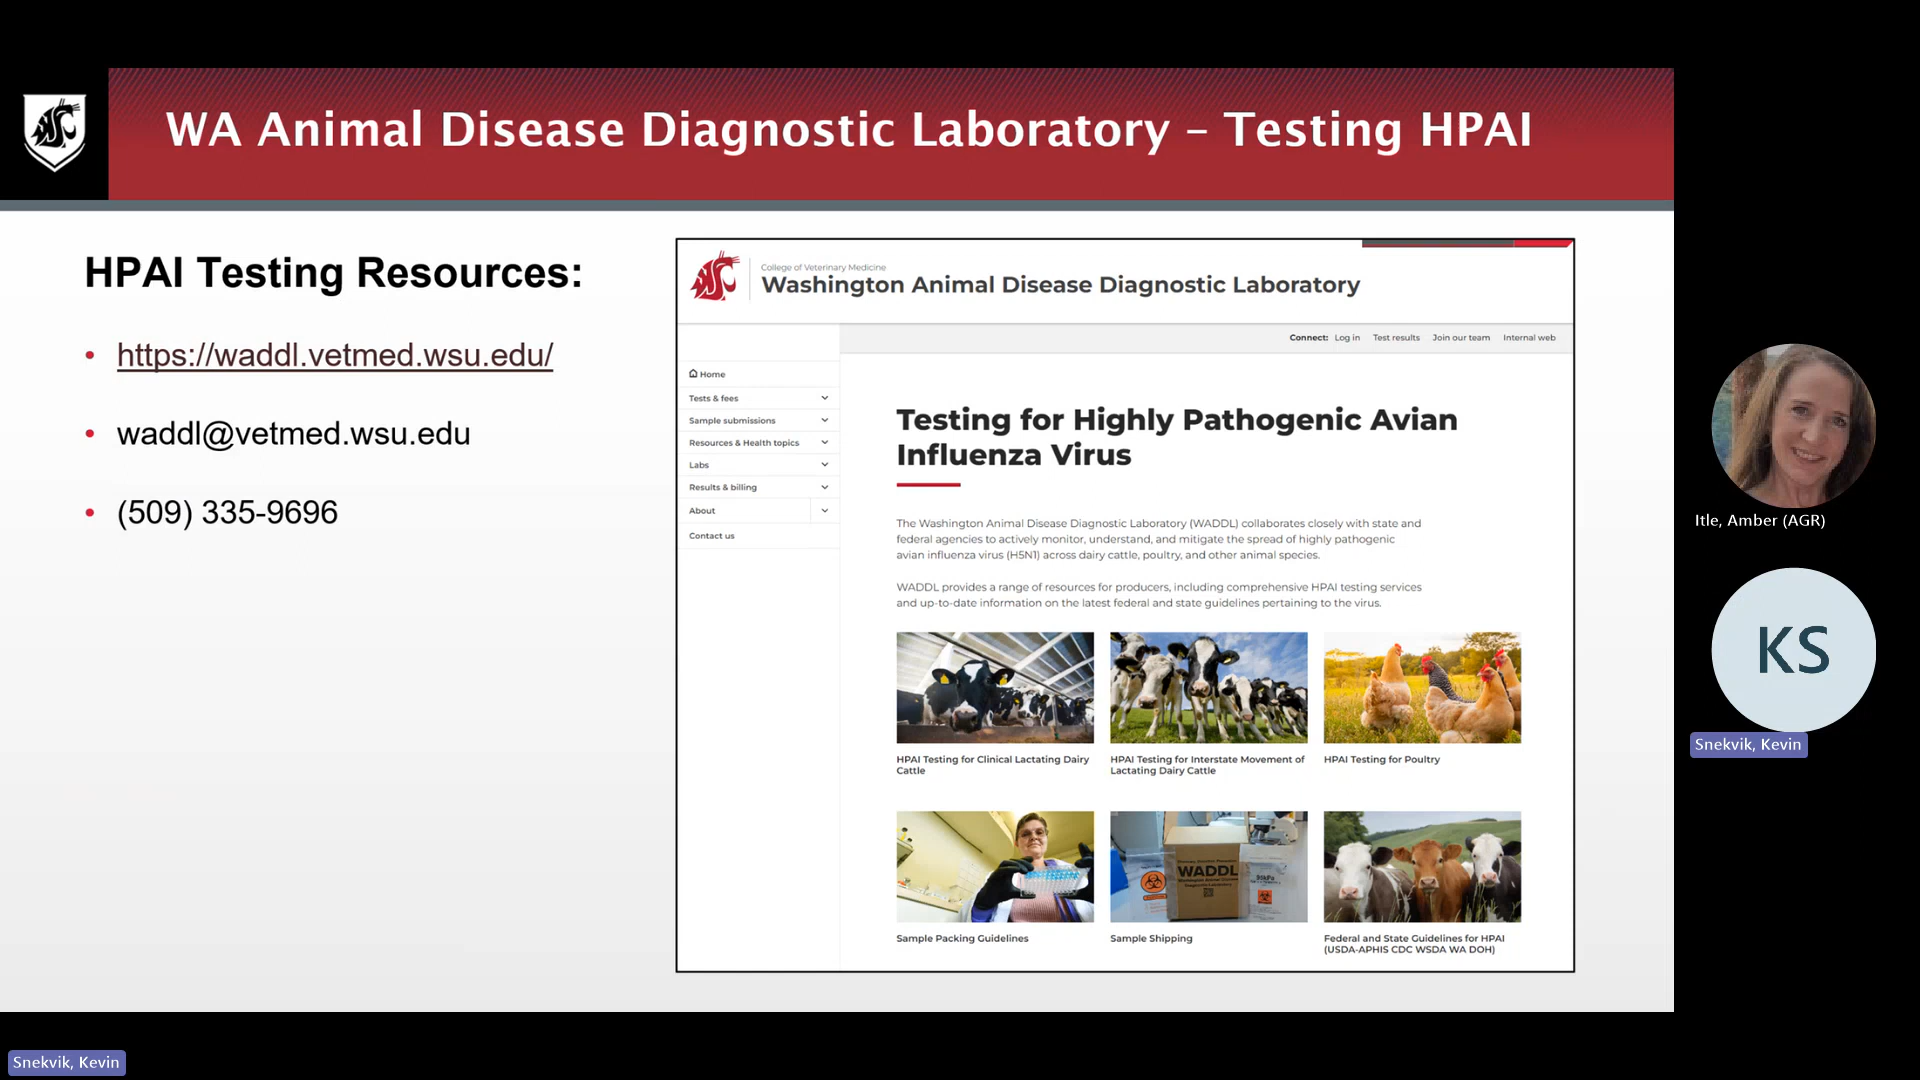 WA Animal Disease Diagnostic Laboratory – Testing HPAI
HPAI Testing Resources:
• https://waddl.vetmed.wsu.edu/
• waddl@vetmed.wsu.edu
• (509) 335-9696
College of Veterinary Medicine
Washington Animal Disease Diagnostic Laboratory
Connect: Log in Test results Join our team Internal web
Home
Tests & fees
Sample submissions
Resources & Health topics
Labs
Results & billing
About
Contact us
Testing for Highly Pathogenic Avian
Influenza Virus
The Washington Animal Disease Diagnostic Laboratory (WADDL) collaborates closely with state and
federal agencies to actively monitor, understand, and mitigate the spread of highly pathogenic
avian influenza virus (H5N1) across dairy cattle, poultry, and other animal species.
WADDL provides a range of resources for producers, including comprehensive HPAI testing services
and up-to-date information on the latest federal and state guidelines pertaining to the virus.
HPAI Testing for Clinical Lactating Dairy
Cattle
HPAI Testing for Interstate Movement of
Lactating Dairy Cattle
HPAI Testing for Poultry
WADDL
95kPa
Sample Packing Guidelines
Sample Shipping
Federal and State Guidelines for HPAI
(USDA-APHIS CDC WSDA WA DOH)
Itle, Amber (AGR)
KS
Snekvik, Kevin
Snekvik, Kevin